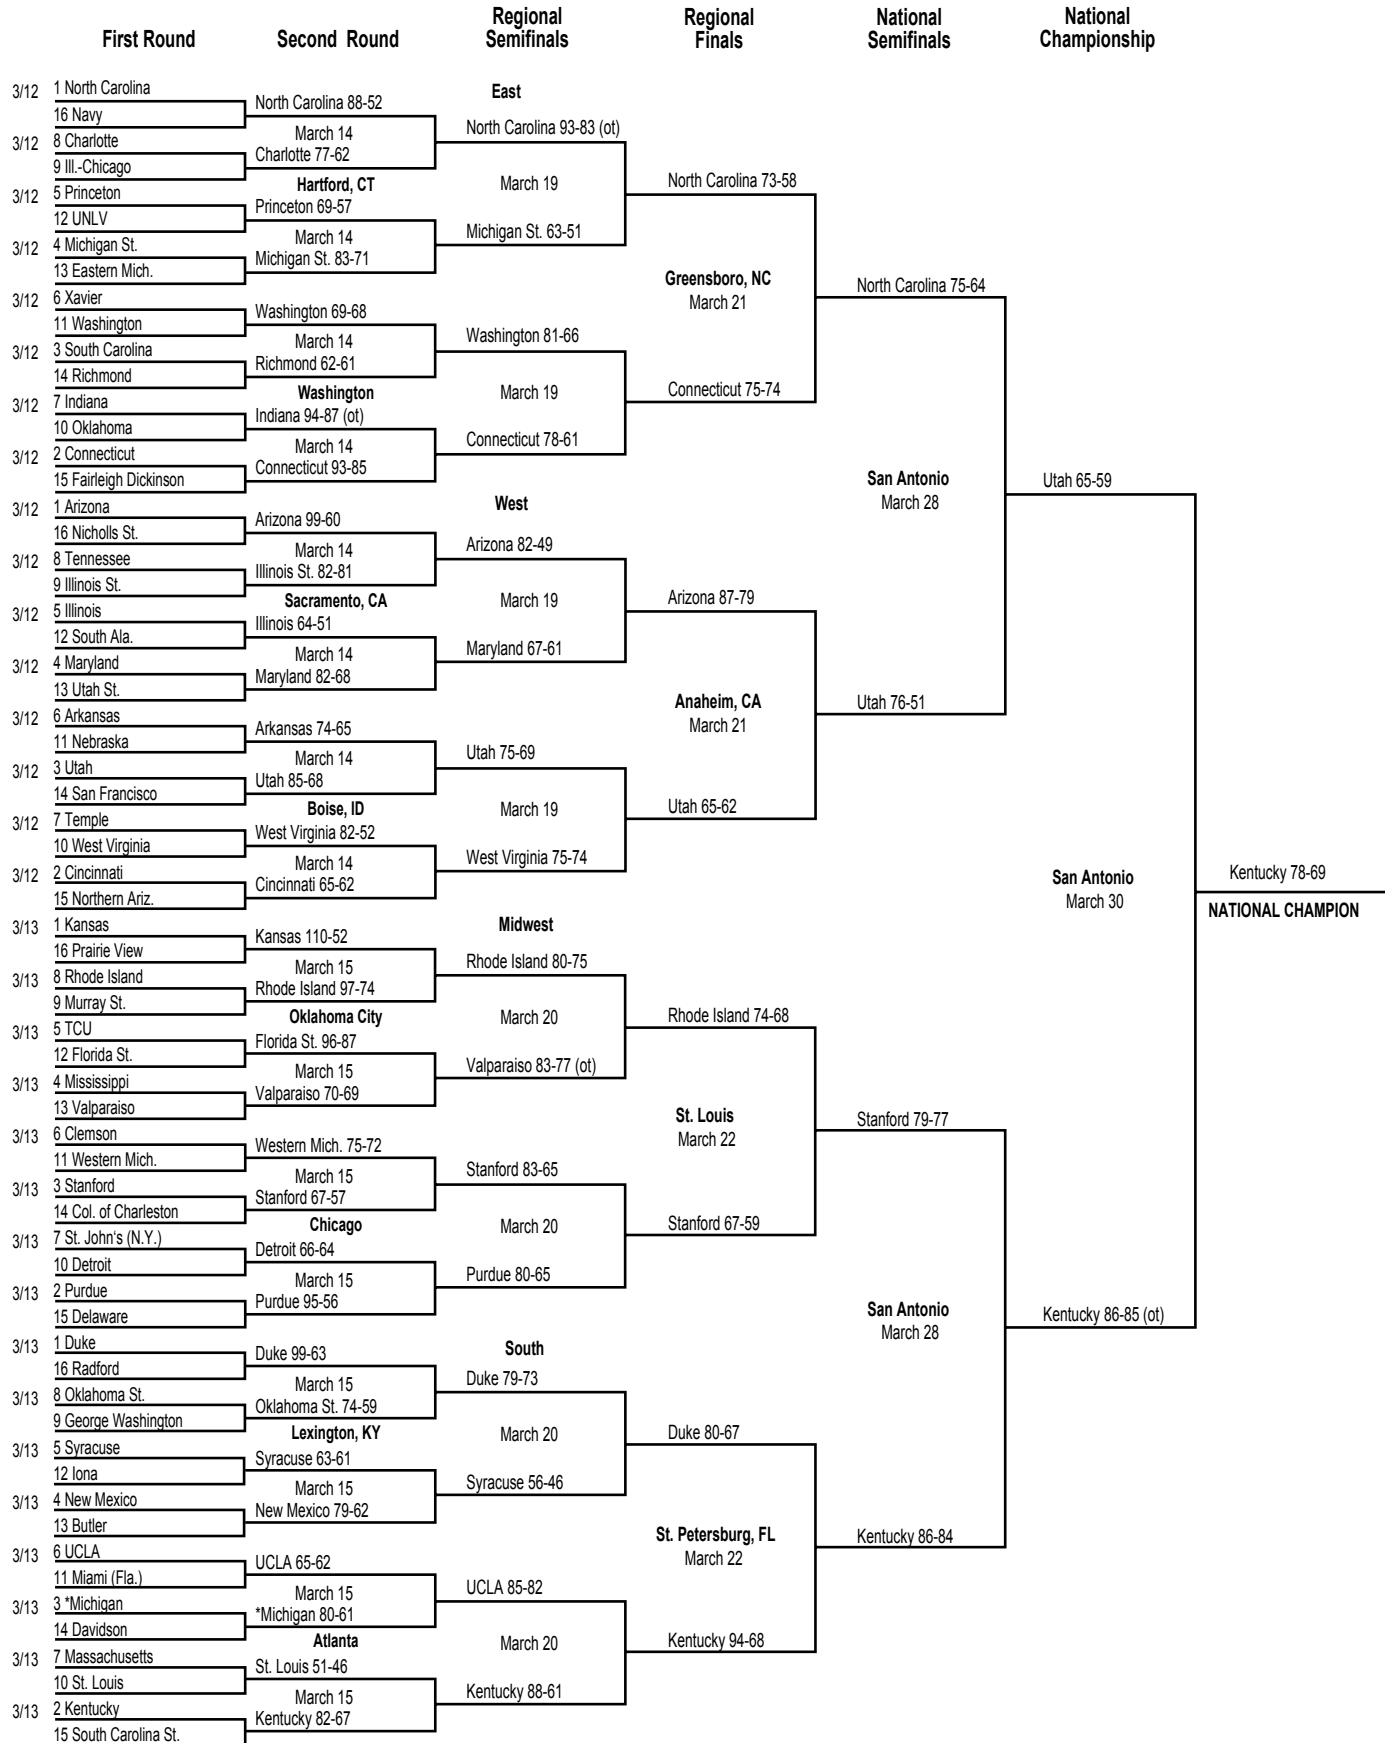 First Round
Second Round
Regional
Semifinals
Regional
Finals
National
Semifinals
National
Championship
3/12 1 North Carolina
16 Navy
3/12 8 Charlotte
9 Ill.-Chicago
3/12 5 Princeton
12 UNLV
3/12 4 Michigan St.
13 Eastern Mich.
3/12 6 Xavier
11 Washington
3/12 3 South Carolina
14 Richmond
3/12 7 Indiana
10 Oklahoma
3/12 2 Connecticut
15 Fairleigh Dickinson
3/12 1 Arizona
16 Nicholls St.
3/12 8 Tennessee
9 Illinois St.
3/12 5 Illinois
12 South Ala.
3/12 4 Maryland
13 Utah St.
3/12 6 Arkansas
11 Nebraska
3/12 3 Utah
14 San Francisco
3/12 7 Temple
10 West Virginia
3/12 2 Cincinnati
15 Northern Ariz.
3/13 1 Kansas
16 Prairie View
3/13 8 Rhode Island
9 Murray St.
3/13 5 TCU
12 Florida St.
3/13 4 Mississippi
13 Valparaiso
3/13 6 Clemson
11 Western Mich.
3/13 3 Stanford
14 Col. of Charleston
3/13 7 St. John's (N.Y.)
10 Detroit
3/13 2 Purdue
15 Delaware
3/13 1 Duke
16 Radford
3/13 8 Oklahoma St.
9 George Washington
3/13 5 Syracuse
12 Iona
3/13 4 New Mexico
13 Butler
3/13 6 UCLA
11 Miami (Fla.)
3/13 3 *Michigan
14 Davidson
3/13 7 Massachusetts
10 St. Louis
3/13 2 Kentucky
15 South Carolina St.
North Carolina 88-52
March 14
Charlotte 77-62
Hartford, CT
Princeton 69-57
March 14
Michigan St. 83-71
Washington 69-68
March 14
Richmond 62-61
Washington
Indiana 94-87 (ot)
March 14
Connecticut 93-85
Arizona 99-60
March 14
Illinois St. 82-81
Sacramento, CA
Illinois 64-51
March 14
Maryland 82-68
Arkansas 74-65
March 14
Utah 85-68
Boise, ID
West Virginia 82-52
March 14
Cincinnati 65-62
Kansas 110-52
March 15
Rhode Island 97-74
Oklahoma City
Florida St. 96-87
March 15
Valparaiso 70-69
Western Mich. 75-72
March 15
Stanford 67-57
Chicago
Detroit 66-64
March 15
Purdue 95-56
Duke 99-63
March 15
Oklahoma St. 74-59
Lexington, KY
Syracuse 63-61
March 15
New Mexico 79-62
UCLA 65-62
March 15
*Michigan 80-61
Atlanta
St. Louis 51-46
March 15
Kentucky 82-67
East
North Carolina 93-83 (ot)
March 19
Michigan St. 63-51
Washington 81-66
March 19
Connecticut 78-61
West
Arizona 82-49
March 19
Maryland 67-61
Utah 75-69
March 19
West Virginia 75-74
Midwest
Rhode Island 80-75
March 20
Valparaiso 83-77 (ot)
Stanford 83-65
March 20
Purdue 80-65
South
Duke 79-73
March 20
Syracuse 56-46
UCLA 85-82
March 20
Kentucky 88-61
North Carolina 73-58
Greensboro, NC
March 21
Connecticut 75-74
Arizona 87-79
Anaheim, CA
March 21
Utah 65-62
Rhode Island 74-68
St. Louis
March 22
Stanford 67-59
Duke 80-67
St. Petersburg, FL
March 22
Kentucky 94-68
North Carolina 75-64
San Antonio
March 28
Utah 76-51
Stanford 79-77
San Antonio
March 28
Kentucky 86-84
Utah 65-59
San Antonio
March 30
Kentucky 86-85 (ot)
Kentucky 78-69
NATIONAL CHAMPION